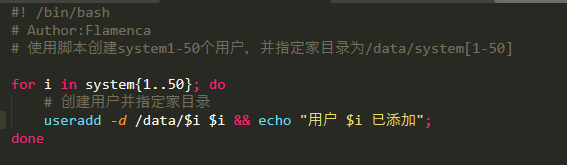 #! /bin/bash
# Author:Flamenca
# 使用脚本创建system1-50个用户，并指定家目录为/data/system[1-50]
for i in system{1..50}; do
# 创建用户并指定家目录
useradd -d /data/$i $i && echo "用户 $i 已添加";
done